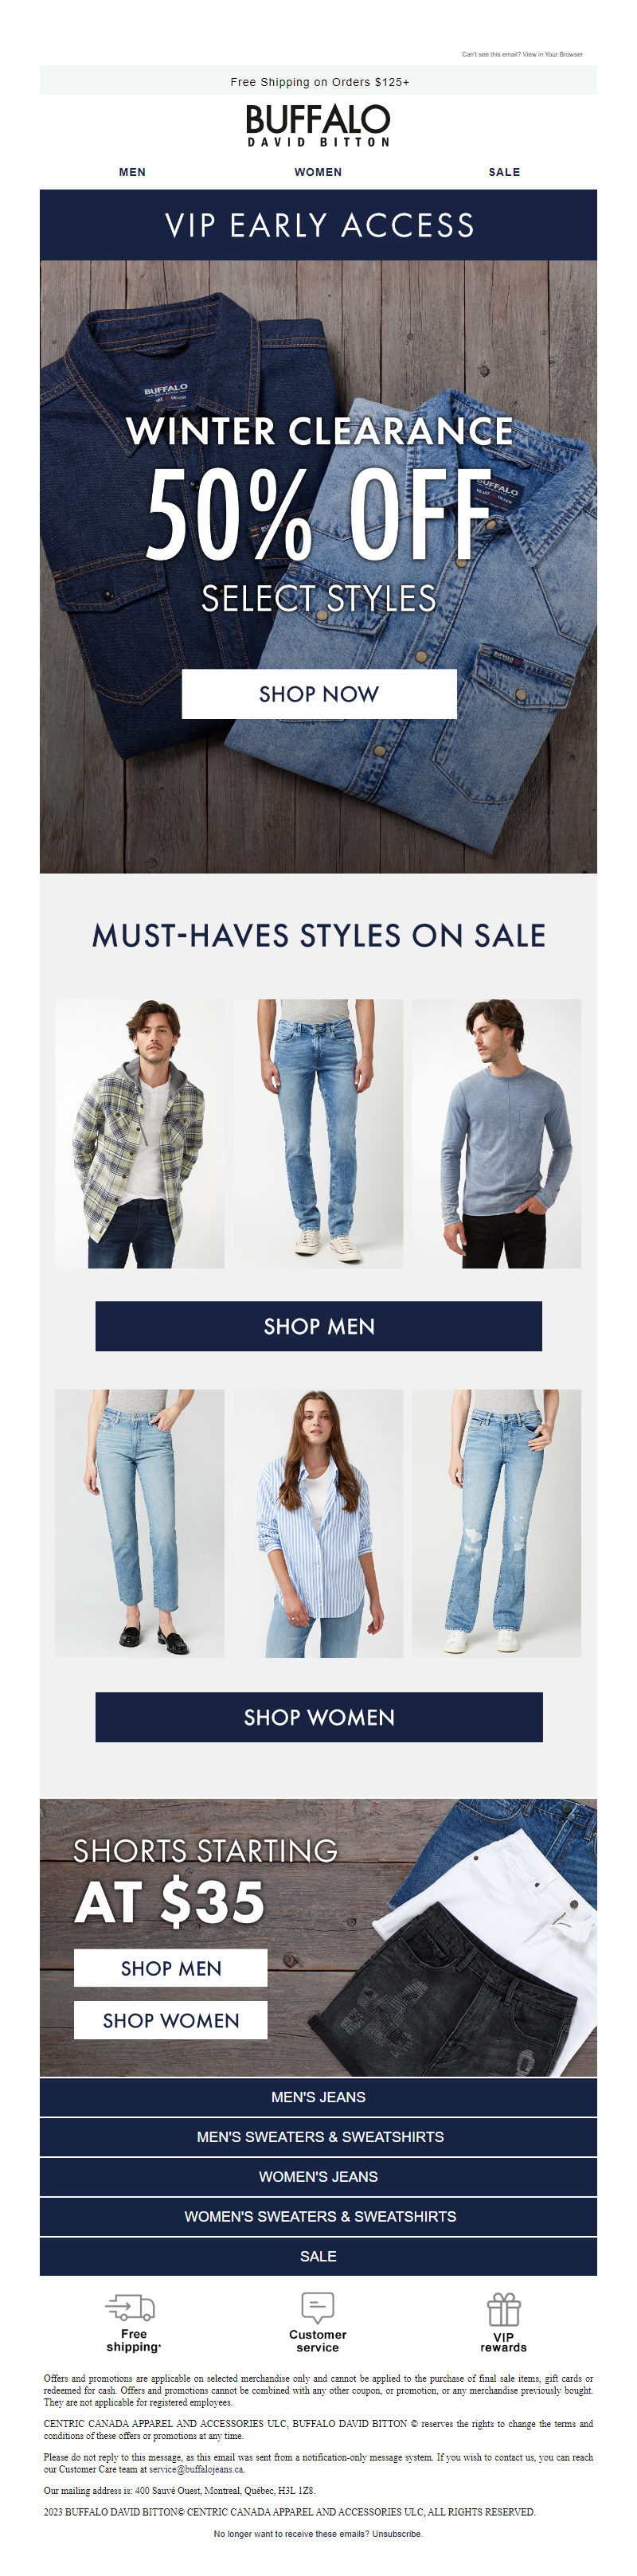 Can't see this email? View in Your Browser
Free Shipping on Orders $125+
BUFFALO
DAVID BITTON
MEN WOMEN SALE
VIP EARLY ACCESS
BUFFALO
BUFFALO
WINTER CLEARANCE
50% OFF
SELECT STYLES
SHOP NOW
MUST-HAVES STYLES ON SALE
SHOP MEN
SHOP WOMEN
SHORTS STARTING
AT $35
SHOP MEN
SHOP WOMEN
MEN'S JEANS
MEN'S SWEATERS & SWEATSHIRTS
WOMEN'S JEANS
WOMEN'S SWEATERS & SWEATSHIRTS
SALE
Free
shipping*
Customer
service
VIP
rewards
Offers and promotions are applicable on selected merchandise only and cannot be applied to the purchase of final sale items, gift cards or
redeemed for cash. Offers and promotions cannot be combined with any other coupon, or promotion, or any merchandise previously bought.
They are not applicable for registered employees.
CENTRIC CANADA APPAREL AND ACCESSORIES ULC, BUFFALO DAVID BITTON © reserves the rights to change the terms and
conditions of these offers or promotions at any time.
Please do not reply to this message, as this email was sent from a notification-only message system. If you wish to contact us, you can reach
our Customer Care team at service@buffalojeans.ca.
Our mailing address is: 400 Sauvé Ouest, Montreal, Québec, H3L 1Z8.
2023 BUFFALO DAVID BITTON© CENTRIC CANADA APPAREL AND ACCESSORIES ULC, ALL RIGHTS RESERVED.
No longer want to receive these emails? Unsubscribe.